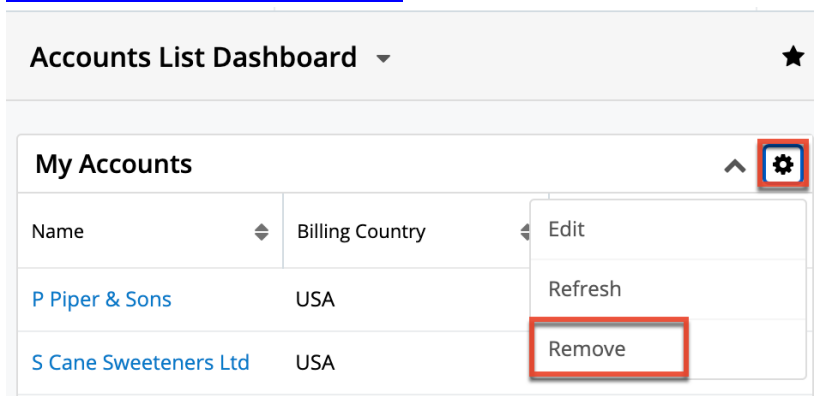 Accounts List Dashboard
My Accounts
Name
Billing Country
Edit
P Piper & Sons
USA
Refresh
S Cane Sweeteners Ltd
USA
Remove